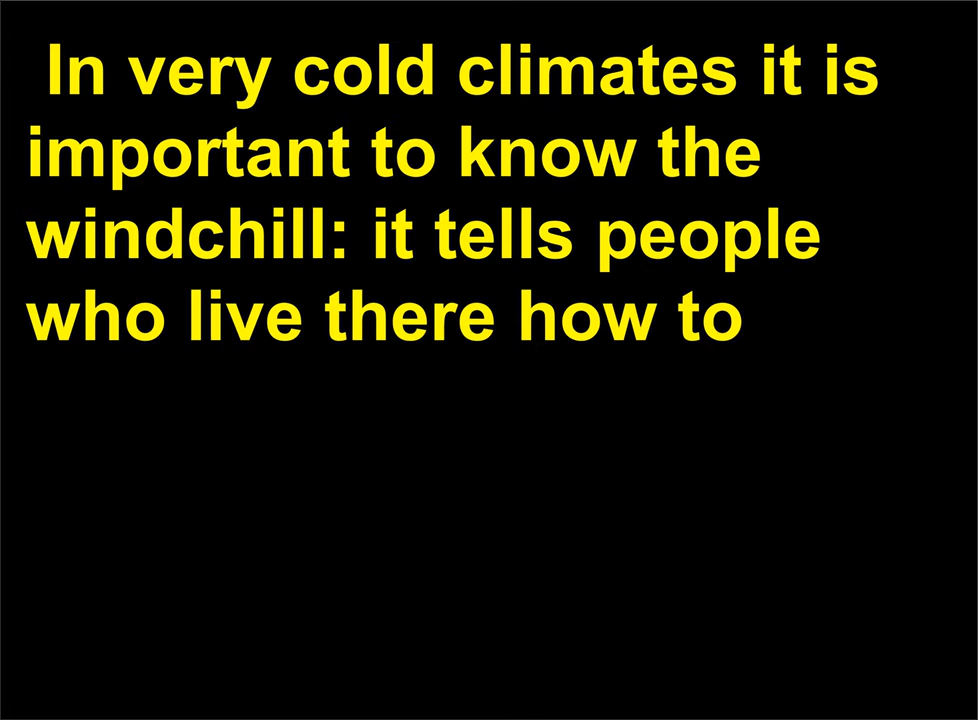 In very cold climates it is
important to know the
windchill: it tells people
who live there how to